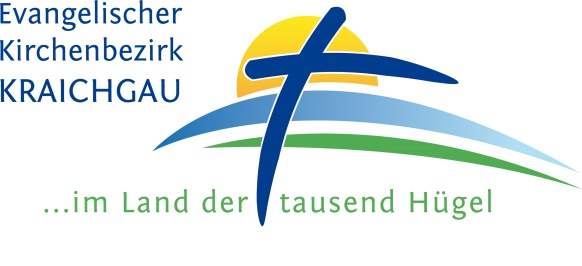 Evangelischer
Kirchenbezirk
KRAICHGAU
...im Land der tausend Hügel